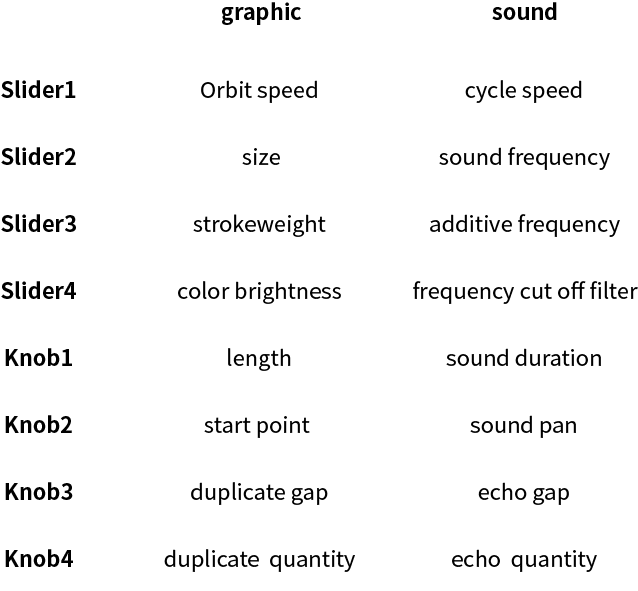 graphic sound
Slider1 Orbit speed cycle speed
Slider2 size sound frequency
Slider3 strokeweight additive frequency
Slider4 color brightness frequency cut off filter
Knob1 length sound duration
Knob2 start point sound pan
Knob3 duplicate gap echo gap
Knob4 duplicate  quantity echo  quantity